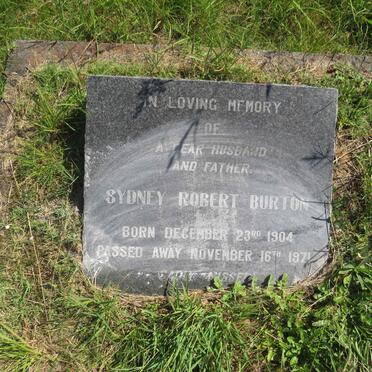 IN LOVING MEMORY
OF
A DEAR HUSBAND
AND FATHER.
SYDNEY ROBERT BURTON
BORN DECEMBER 23RD 1904
PASSED AWAY NOVEMBER 16TH 1971